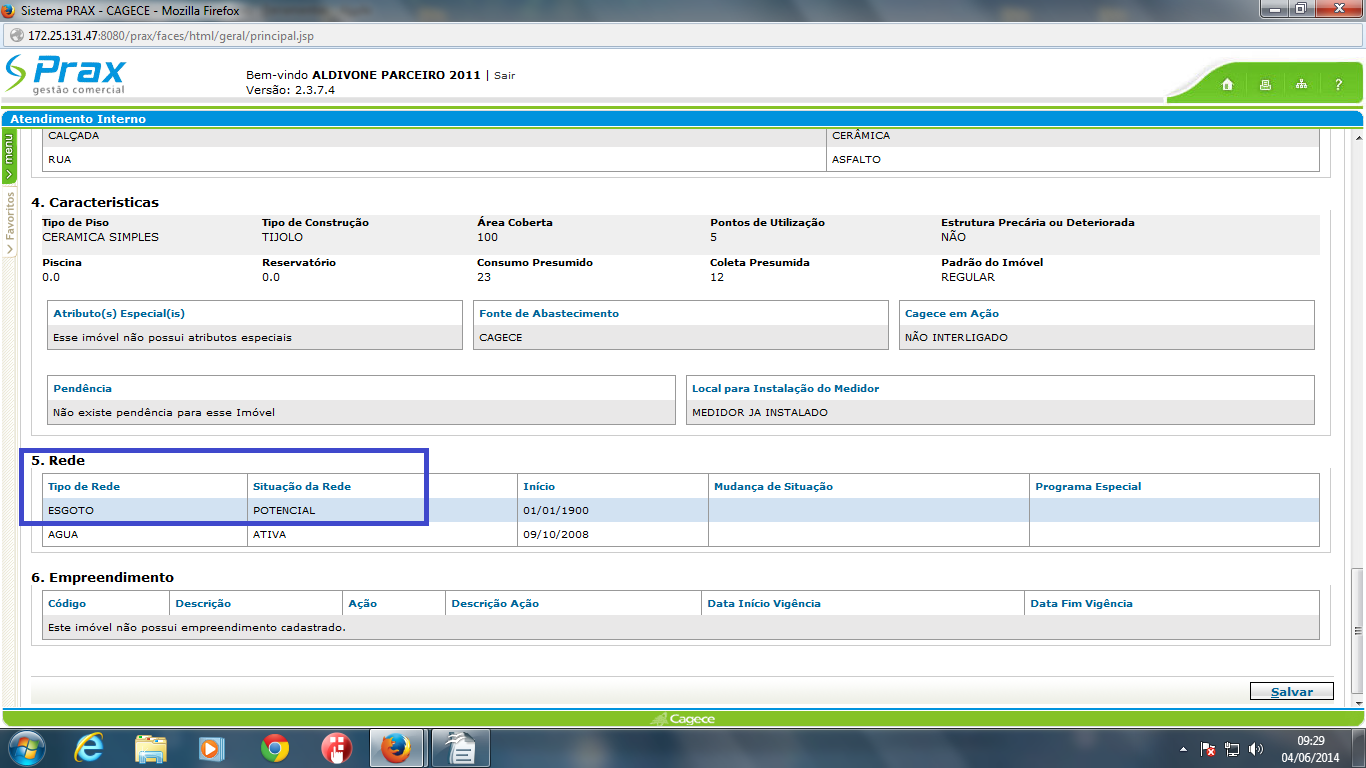 Sistema PRAX - CAGECE - Mozilla Firefox
172.25.131.47:8080/prax/faces/html/geral/principal.jsp
Prax
gestão comercial
Bem-vindo ALDIVONE PARCEIRO 2011 | Sair
Versão: 2.3.7.4
?
Atendimento Interno
menu
Favoritos
CALÇADA CERÂMICA
RUA ASFALTO
4. Caracteristicas
Tipo de Piso Tipo de Construção Área Coberta Pontos de Utilização Estrutura Precária ou Deteriorada
CERAMICA SIMPLES TIJOLO 100 5 NÃO
Piscina Reservatório Consumo Presumido Coleta Presumida Padrão do Imóvel
0.0 0.0 23 12 REGULAR
Atributo(s) Especial(is) Fonte de Abastecimento Cagece em Ação
Esse imóvel não possui atributos especiais CAGECE NÃO INTERLIGADO
Pendência Local para Instalação do Medidor
Não existe pendência para esse Imóvel MEDIDOR JA INSTALADO
5. Rede
Tipo de Rede Situação da Rede Início Mudança de Situação Programa Especial
ESGOTO POTENCIAL 01/01/1900
AGUA ATIVA 09/10/2008
6. Empreendimento
Código Descrição Ação Descrição Ação Data Início Vigência Data Fim Vigência
Este imóvel não possui empreendimento cadastrado.
Salvar
Cagece
09:29
04/06/2014